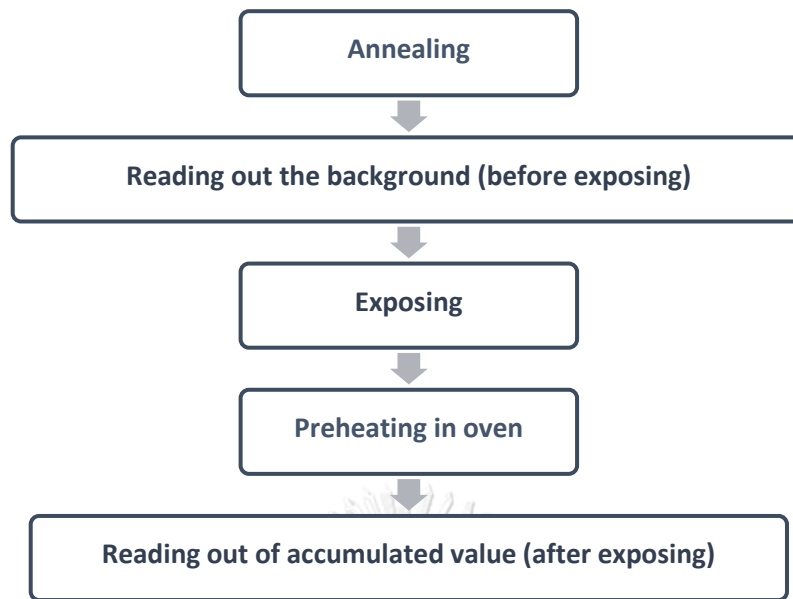 Annealing
Reading out the background (before exposing)
Exposing
Preheating in oven
Reading out of accumulated value (after exposing)